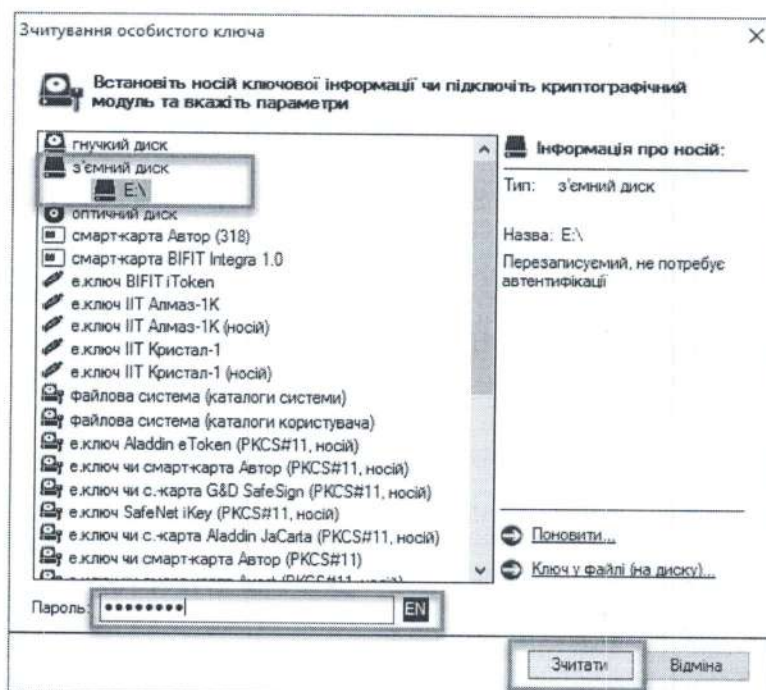 Зчитування особистого ключа
Встановіть носій ключової інформації чи підключіть криптографічний
модуль та вкажіть параметри
гнучкий диск
з'ємний диск
E:\
оптичний диск
смарт-карта Автор (318)
смарт-карта BIFIT Integra 1.0
е.ключ BIFIT iToken
е.ключ ІІТ Алмаз-1К
е.ключ ІІТ Алмаз-1К (носій)
е.ключ ІІТ Кристал-1
е.ключ ІІТ Кристал-1 (носій)
файлова система (каталоги системи)
файлова система (каталоги користувача)
е.ключ Aladdin eToken (PKCS#11, носій)
е.ключ чи смарт-карта Автор (PKCS#11, носій)
е.ключ чи с.-карта G&D SafeSign (PKCS#11, носій)
е.ключ SafeNet iKey (PKCS#11, носій)
е.ключ чи с.-карта Aladdin JaCarta (PKCS#11, носій)
е.ключ чи смарт-карта Автор (PKCS#11)
Інформація про носій:
Тип: з'ємний диск
Назва: E:\
Перезаписуемий, не потребує
автентифікації
Поновити...
Ключ у файлі (на диску)...
Пароль: ●●●●●●●● EN
Зчитати Відміна